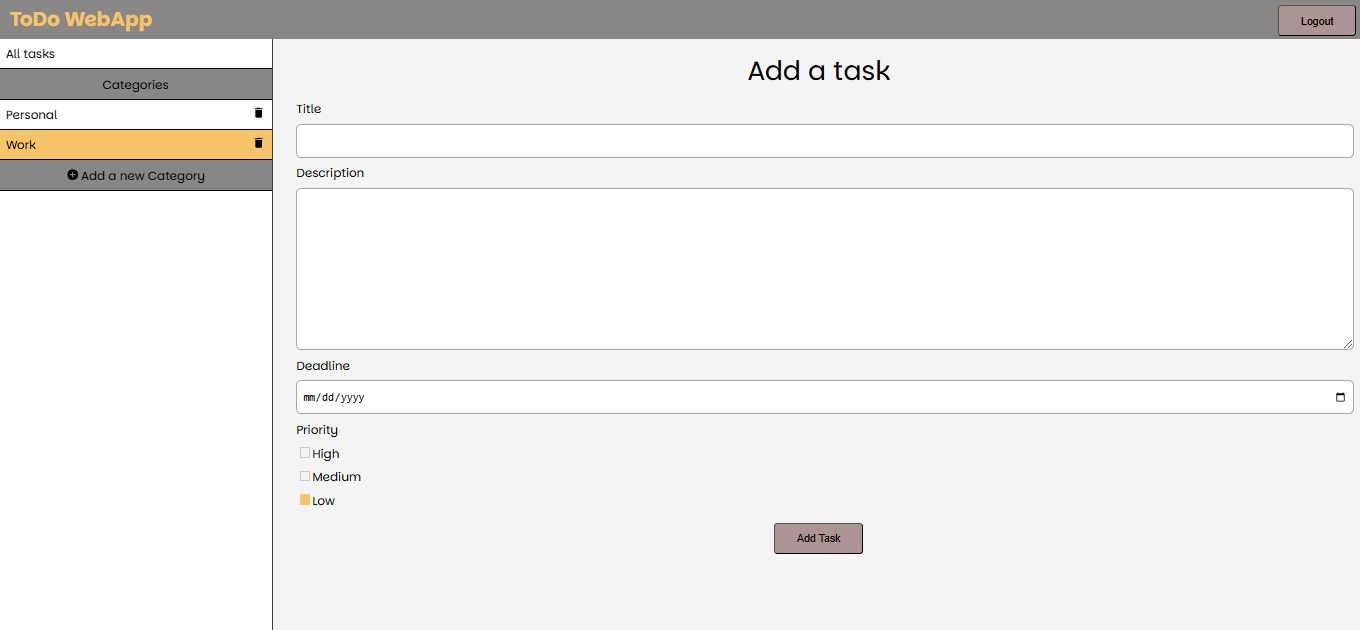 ToDo WebApp
Logout
All tasks
Categories
Personal
Work
Add a new Category
Add a task
Title
Description
Deadline
mm/dd/yyyy
Priority
High
Medium
Low
Add Task